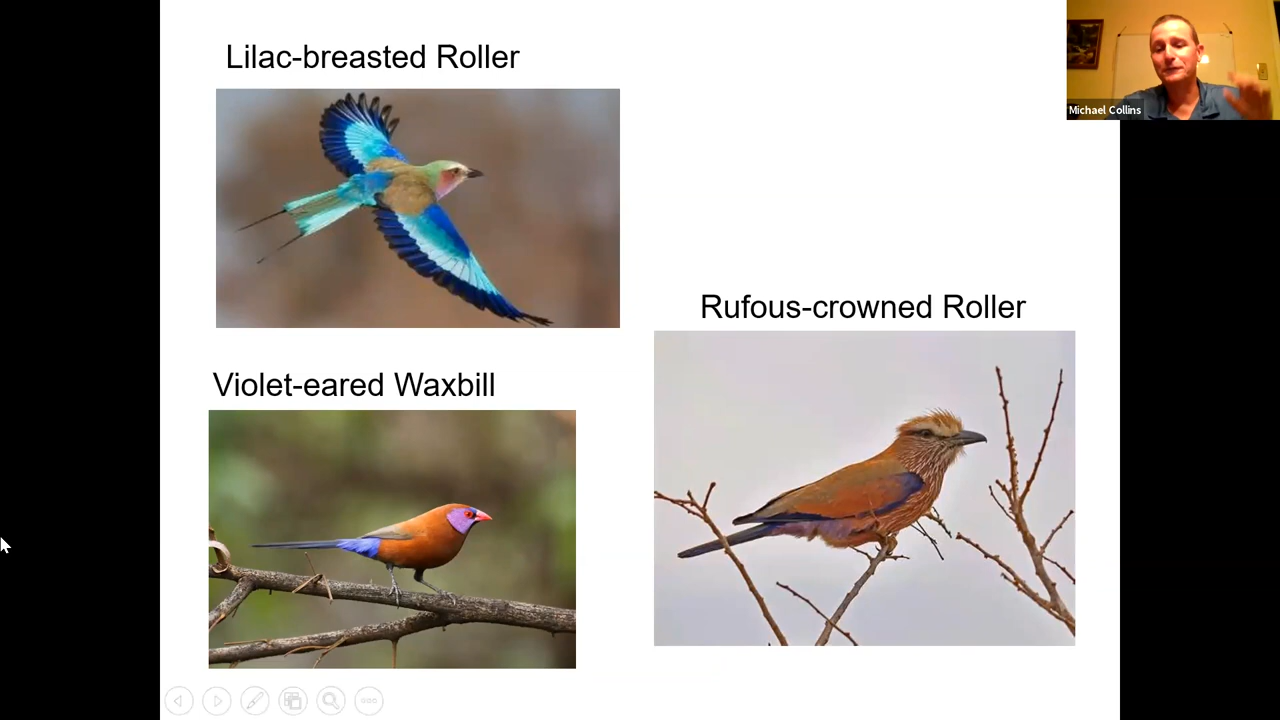 Lilac-breasted Roller
Michael Collins
Rufous-crowned Roller
Violet-eared Waxbill